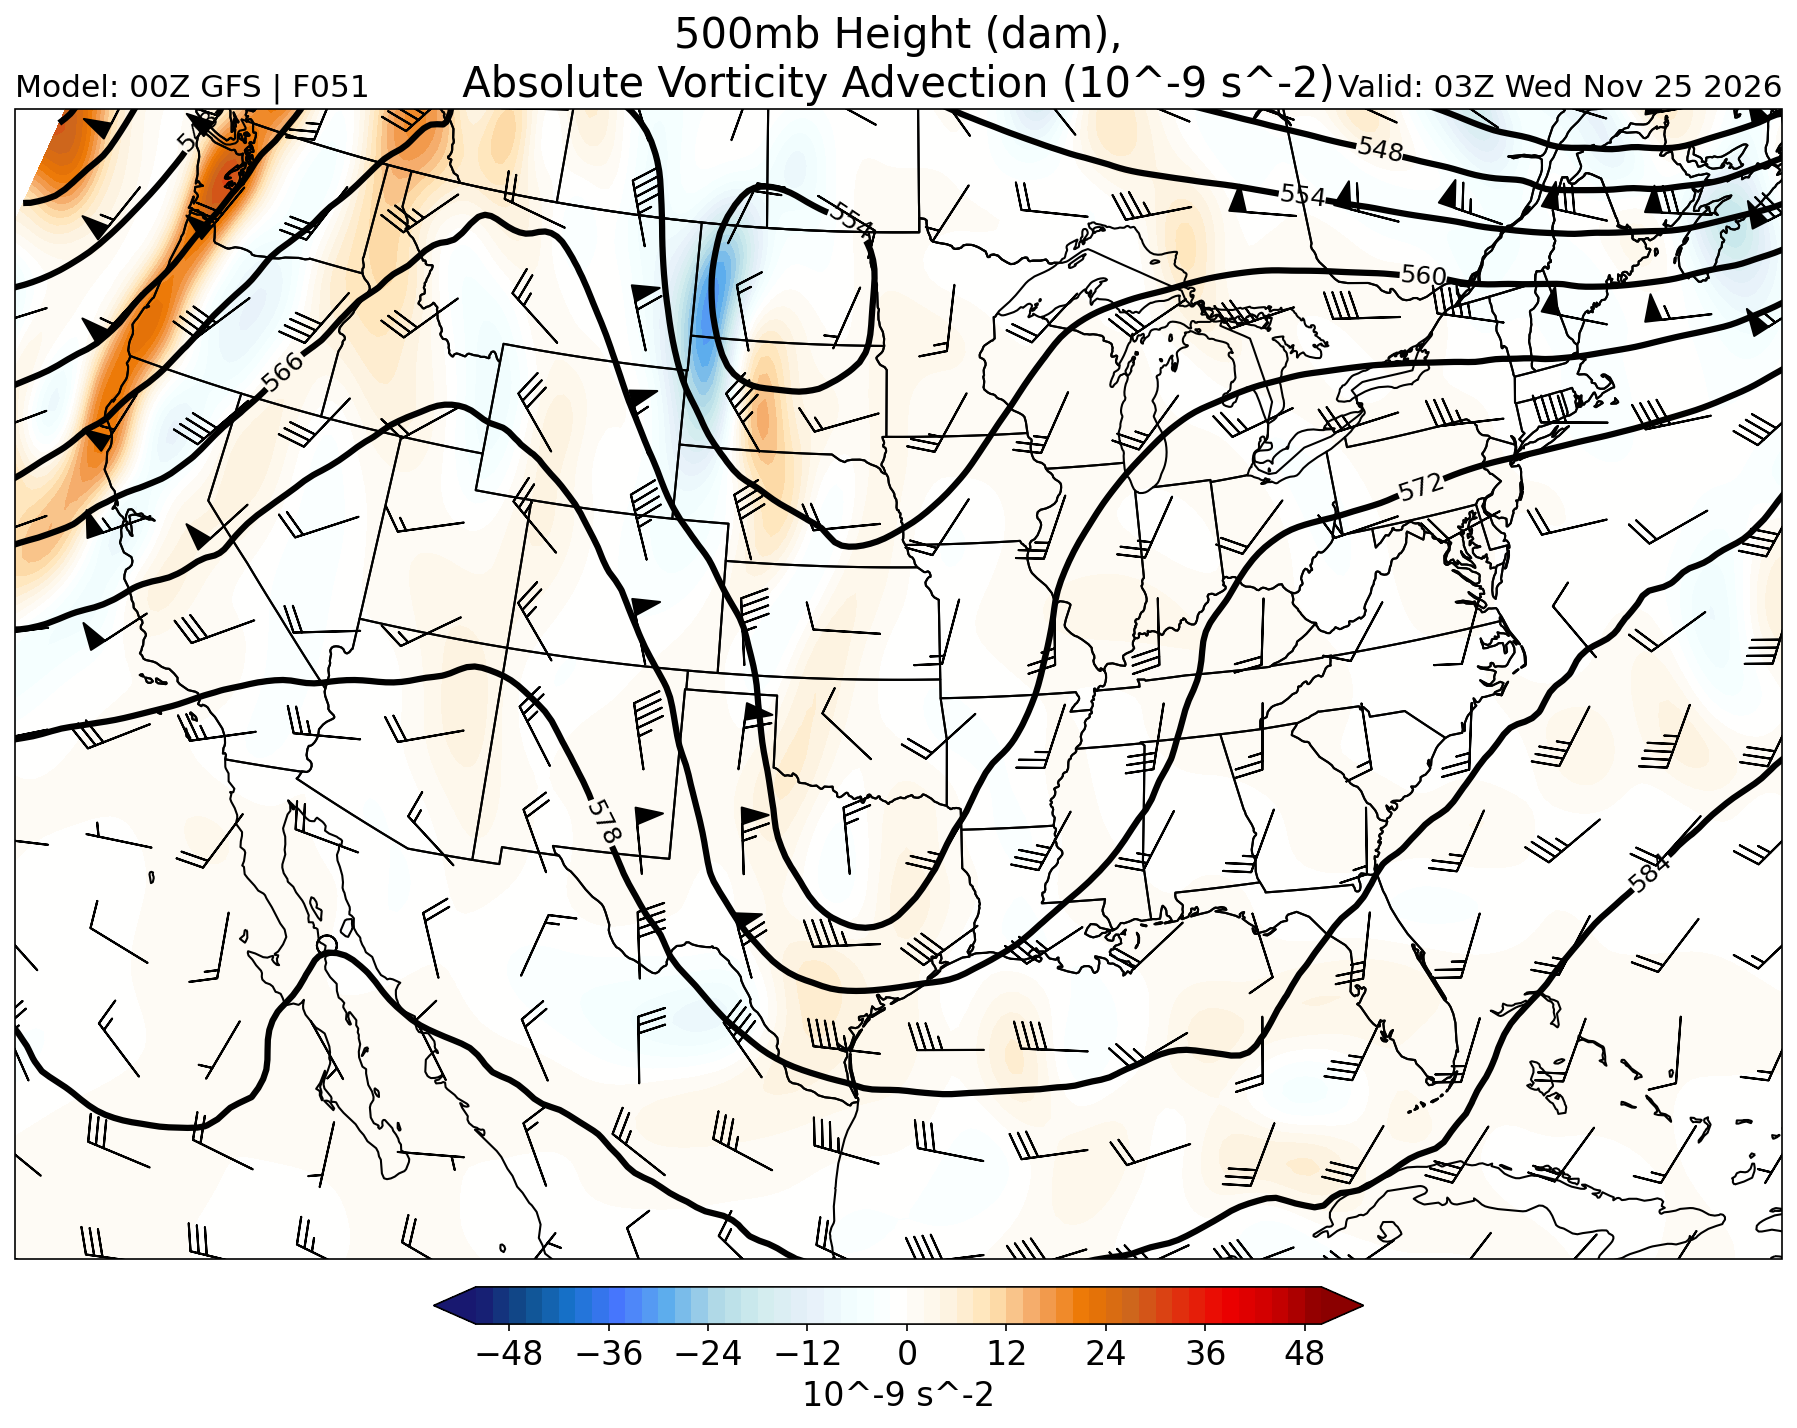 500mb Height (dam),
Model: 00Z GFS | F051 Absolute Vorticity Advection (10^-9 s^-2) Valid: 03Z Wed Nov 25 2026
548
554
554
560
566
572
578
584
−48 −36 −24 −12 0 12 24 36 48
10^-9 s^-2